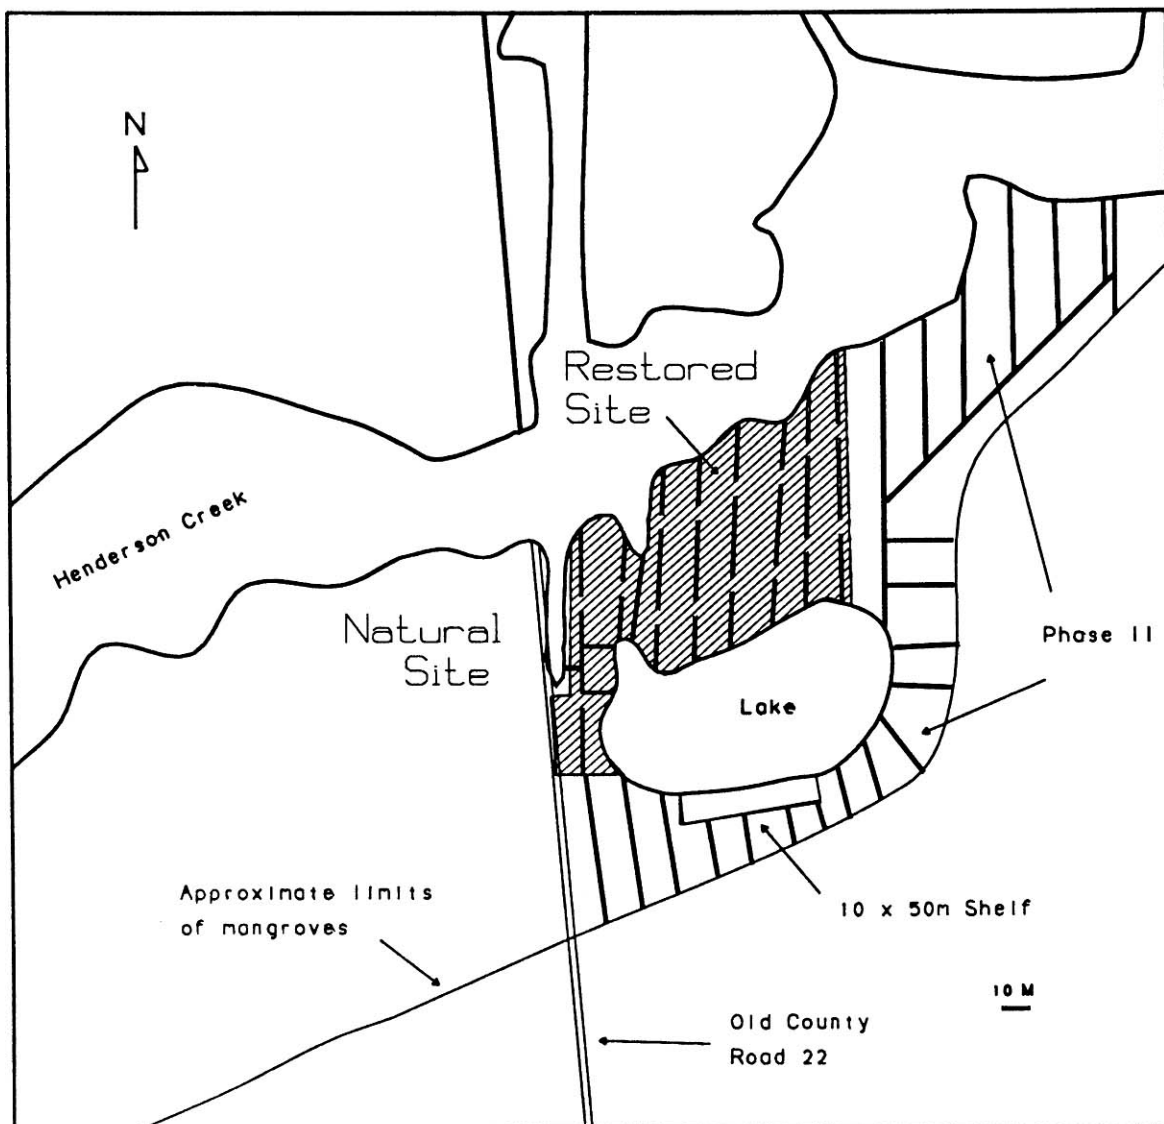 N
Restored
Site
Henderson Creek
Natural
Site
Phase II
Lake
Approximate limits
of mangroves
10 x 50m Shelf
10 M
Old County
Road 22